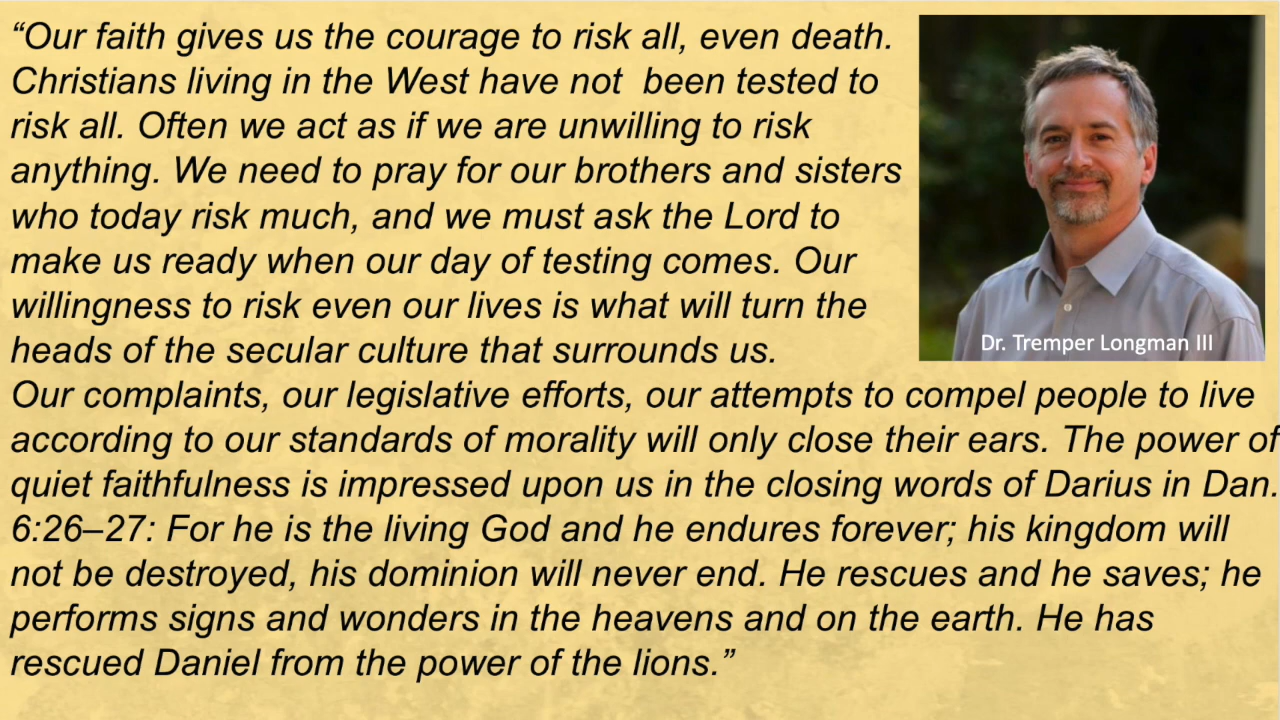 “Our faith gives us the courage to risk all, even death.
Christians living in the West have not  been tested to
risk all. Often we act as if we are unwilling to risk
anything. We need to pray for our brothers and sisters
who today risk much, and we must ask the Lord to
make us ready when our day of testing comes. Our
willingness to risk even our lives is what will turn the
heads of the secular culture that surrounds us.
Dr. Tremper Longman III
Our complaints, our legislative efforts, our attempts to compel people to live
according to our standards of morality will only close their ears. The power of
quiet faithfulness is impressed upon us in the closing words of Darius in Dan.
6:26–27: For he is the living God and he endures forever; his kingdom will
not be destroyed, his dominion will never end. He rescues and he saves; he
performs signs and wonders in the heavens and on the earth. He has
rescued Daniel from the power of the lions.”